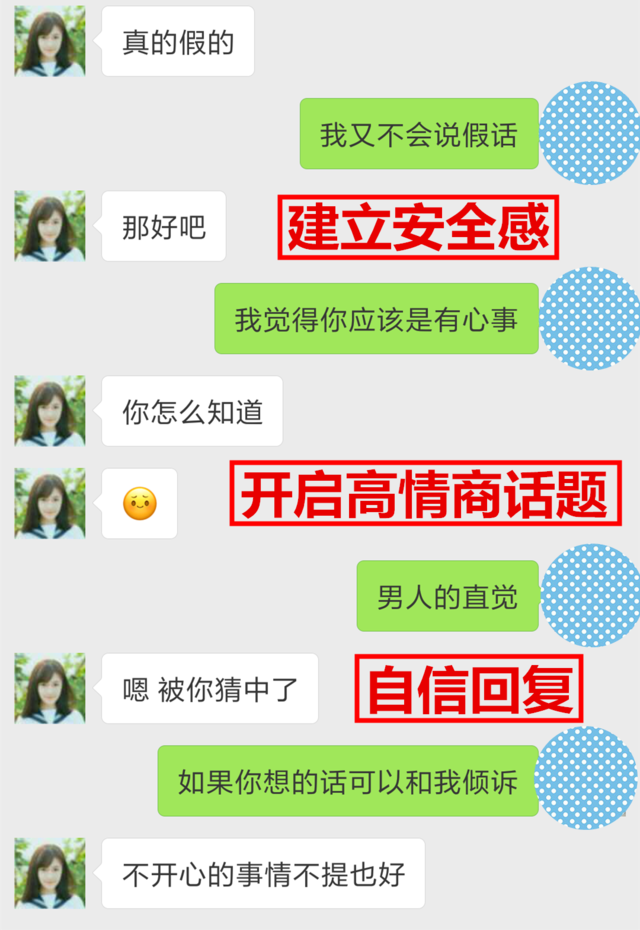 真的假的
我又不会说假话
那好吧
建立安全感
我觉得你应该是有心事
你怎么知道
开启高情商话题
男人的直觉
嗯 被你猜中了
自信回复
如果你想的话可以和我倾诉
不开心的事情不提也好